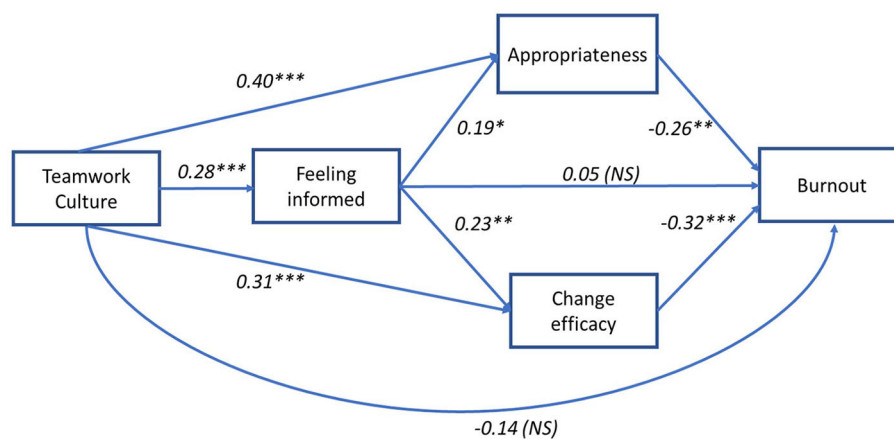 Appropriateness
0.40***
0.19*
-0.26**
Teamwork
Culture
0.28***
Feeling
informed
0.05 (NS)
Burnout
0.23**
-0.32***
0.31***
Change
efficacy
-0.14 (NS)